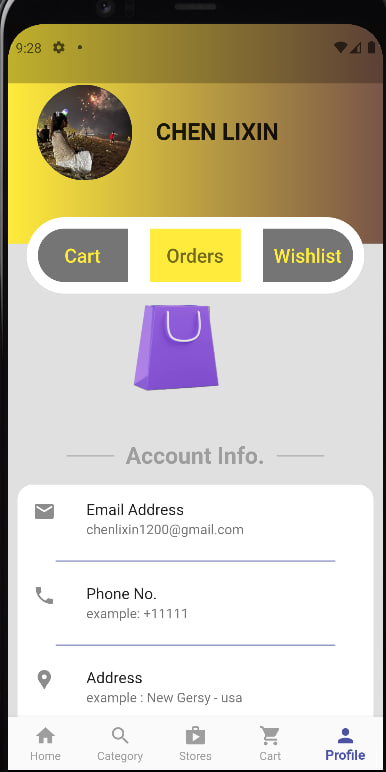 9:28
CHEN LIXIN
Cart Orders Wishlist
Account Info.
Email Address
chenlixin1200@gmail.com
Phone No.
example: +11111
Address
example : New Gersy - usa
Home Category Stores Cart Profile